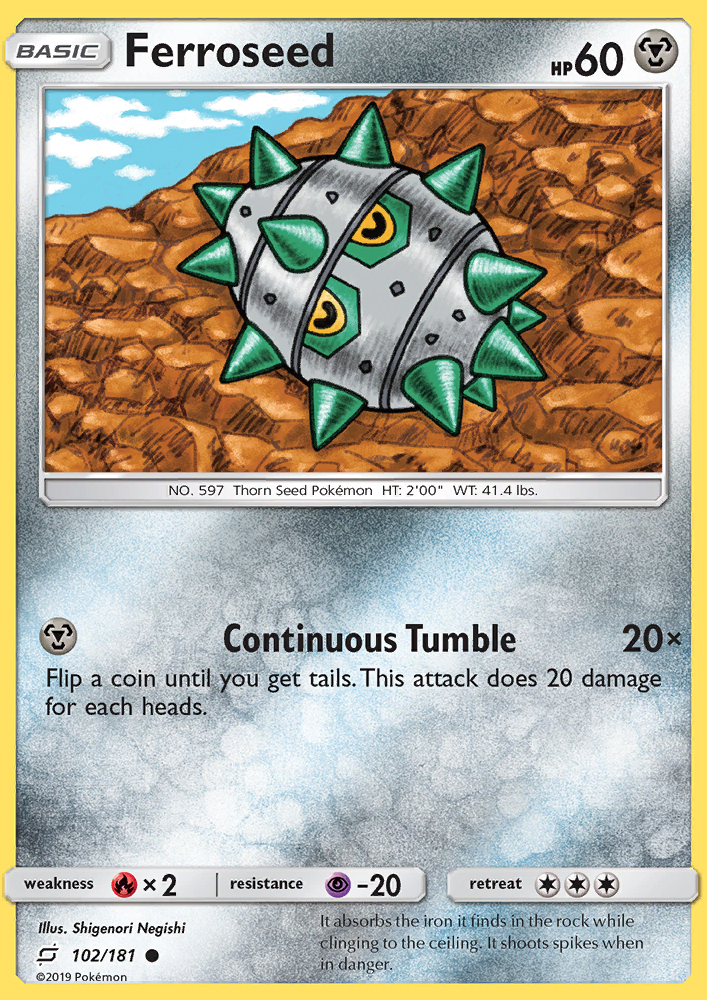 BASIC Ferroseed HP60
NO. 597 Thorn Seed Pokémon HT: 2'00" WT: 41.4 lbs.
Continuous Tumble 20×
Flip a coin until you get tails. This attack does 20 damage
for each heads.
weakness ×2 resistance -20 retreat
Illus. Shigenori Negishi
102/181
©2019 Pokémon
It absorbs the iron it finds in the rock while
clinging to the ceiling. It shoots spikes when
in danger.